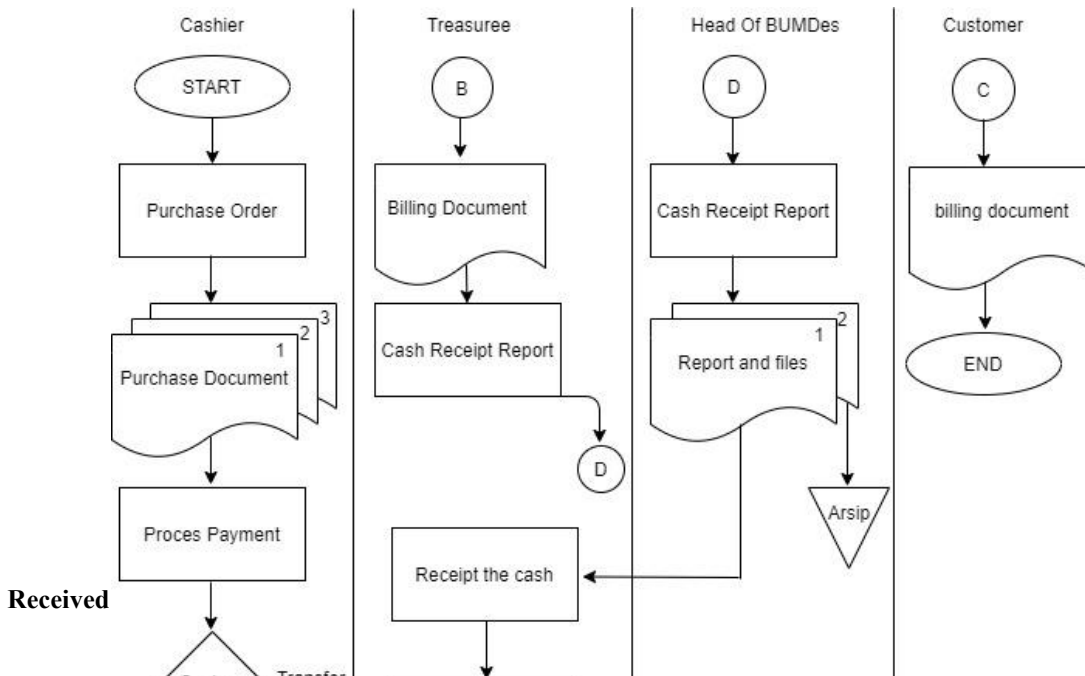 Cashier
Treasuree
Head Of BUMDes
Customer
START
B
D
C
Purchase Order
Billing Document
Cash Receipt Report
billing document
3
2
1
Purchase Document
Cash Receipt Report
2
1
Report and files
END
D
Arsip
Proces Payment
Receipt the cash
Received